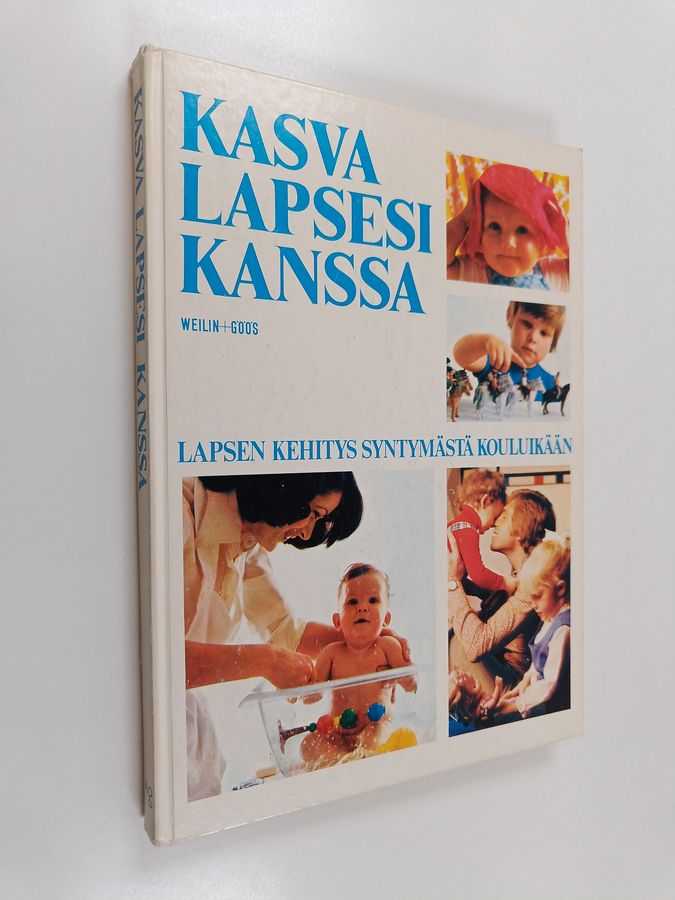 KASVA
LAPSESI
KANSSA
WEILIN+GÖÖS
LAPSEN KEHITYS SYNTYMÄSTÄ KOULUIKÄÄN
KASVA LAPSESI KANSSA